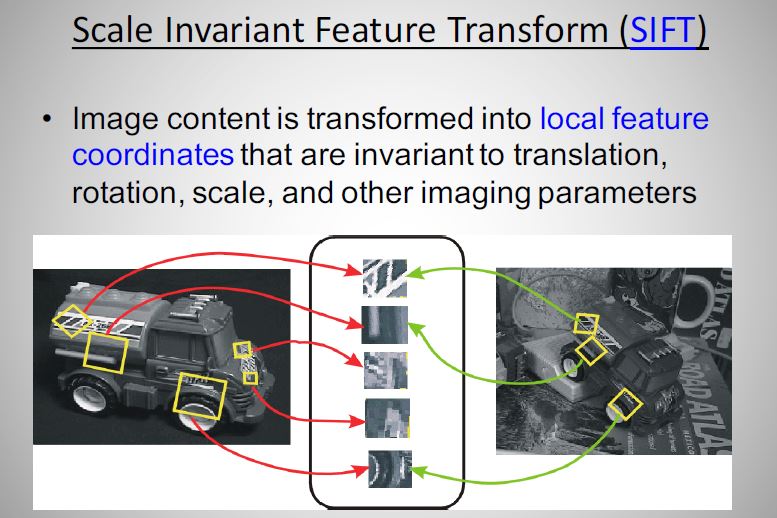 Scale Invariant Feature Transform (SIFT)
• Image content is transformed into local feature
coordinates that are invariant to translation,
rotation, scale, and other imaging parameters
ATLAS
ROAD ATLAS